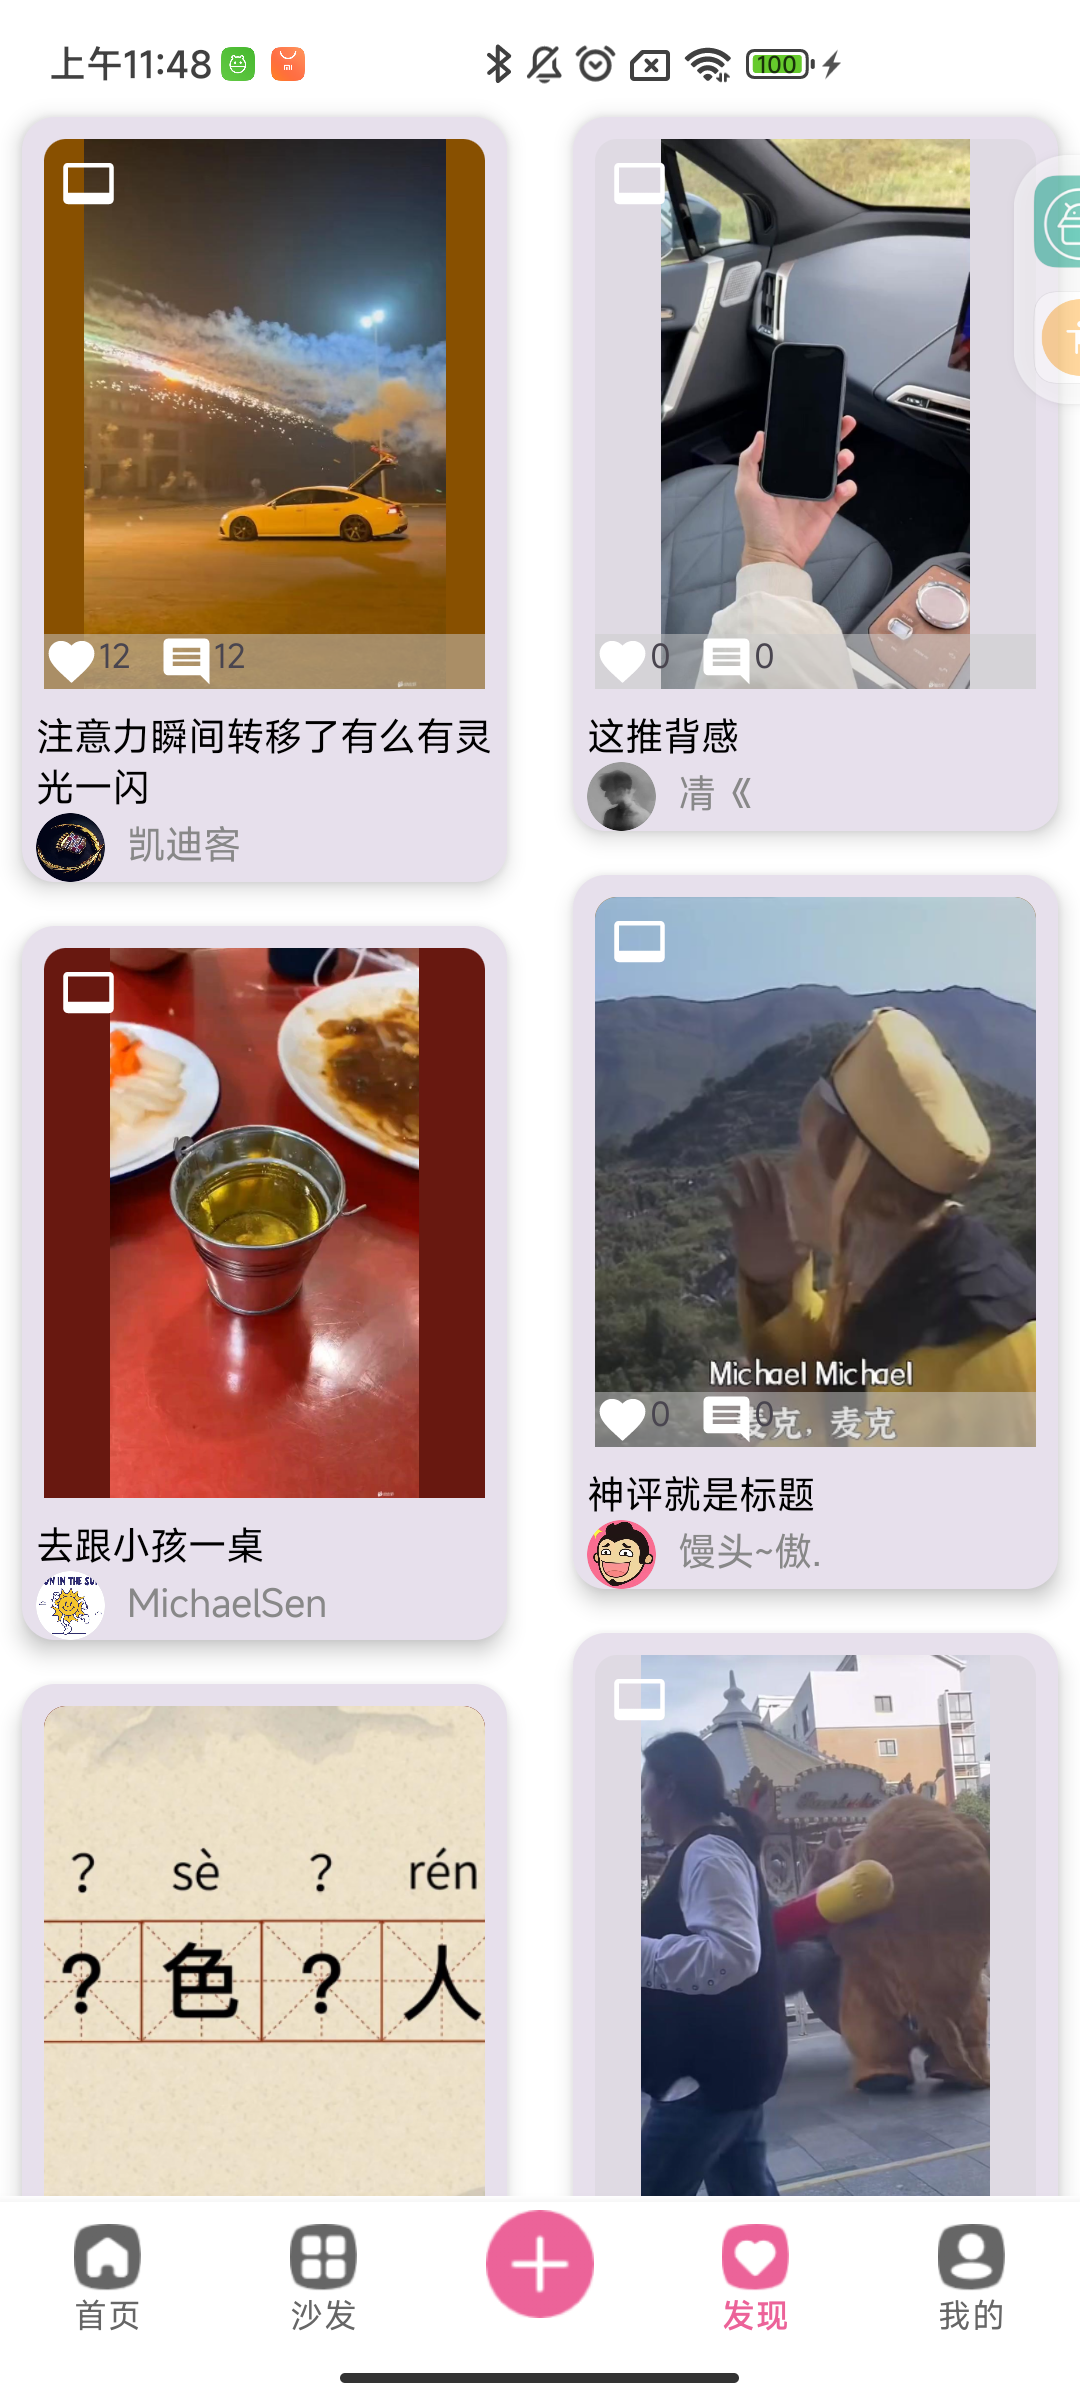 上午11:48
100
12
12
注意力瞬间转移了有么有灵
光一闪
凯迪客
0
0
这推背感
凊《
去跟小孩一桌
MichaelSen
Michael Michael
麦克，麦克
0
0
神评就是标题
馒头~傲.
? sè ? rén
? 色 ? 人
首页
沙发
发现
我的